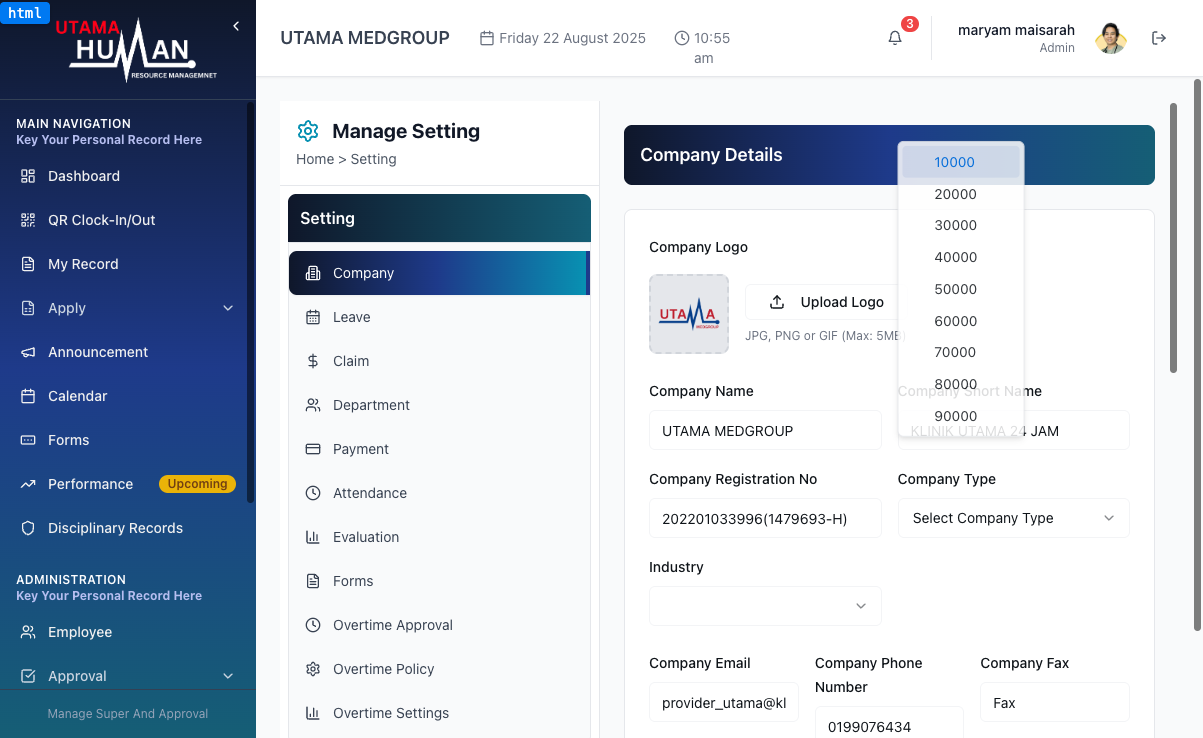 html
UTAMA
HUMAN
RESOURCE MANAGEMNET
UTAMA MEDGROUP
Friday 22 August 2025
10:55
am
3
maryam maisarah
Admin
MAIN NAVIGATION
Key Your Personal Record Here
Dashboard
QR Clock-In/Out
My Record
Apply
Announcement
Calendar
Forms
Performance
Upcoming
Disciplinary Records
ADMINISTRATION
Key Your Personal Record Here
Employee
Approval
Manage Super And Approval
Manage Setting
Home > Setting
Setting
Company
Leave
Claim
Department
Payment
Attendance
Evaluation
Forms
Overtime Approval
Overtime Policy
Overtime Settings
Company Details
10000
20000
30000
40000
50000
60000
70000
80000
90000
Company Logo
UTAMA
MEDGROUP
Upload Logo
JPG, PNG or GIF (Max: 5MB)
Company Name
Company Short Name
UTAMA MEDGROUP
KLINIK UTAMA 24 JAM
Company Registration No
Company Type
202201033996(1479693-H)
Select Company Type
Industry
Company Email
Company Phone
Number
Company Fax
provider_utama@kl
0199076434
Fax